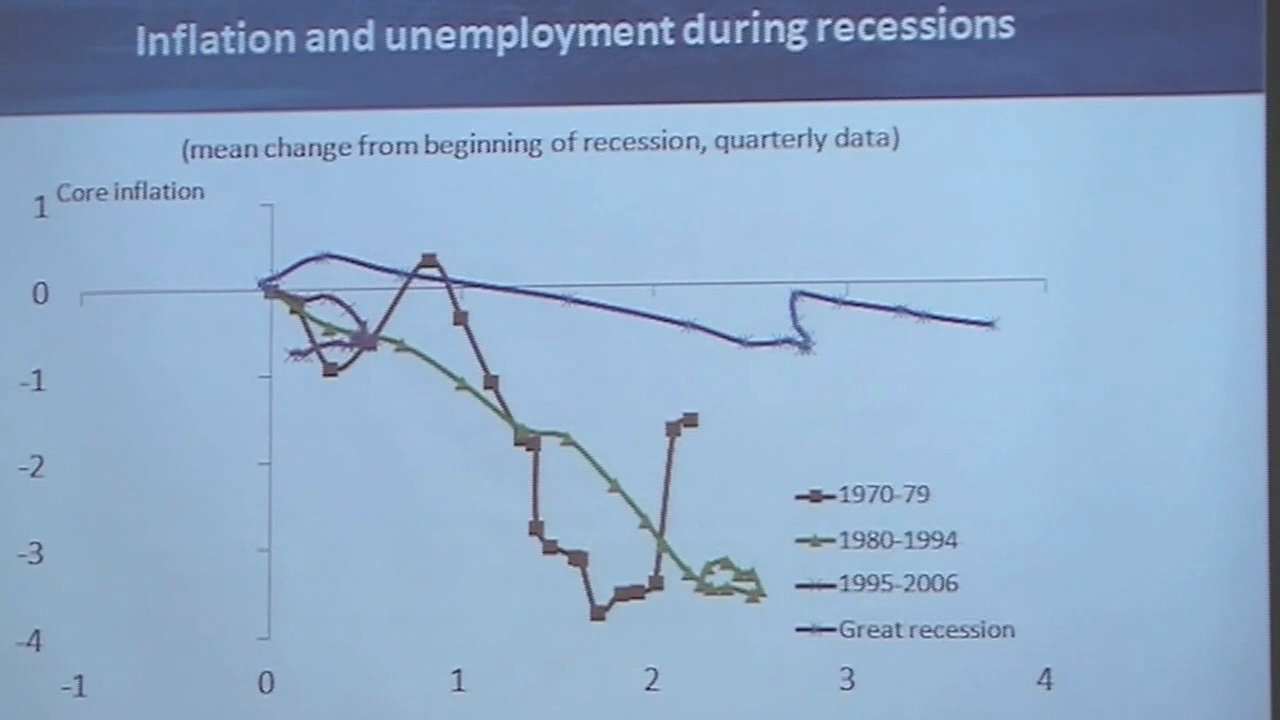 Inflation and unemployment during recessions
(mean change from beginning of recession, quarterly data)
Core inflation
1
0
-1
-2
-3
-4
1970-79
1980-1994
1995-2006
Great recession
-1 0 1 2 3 4